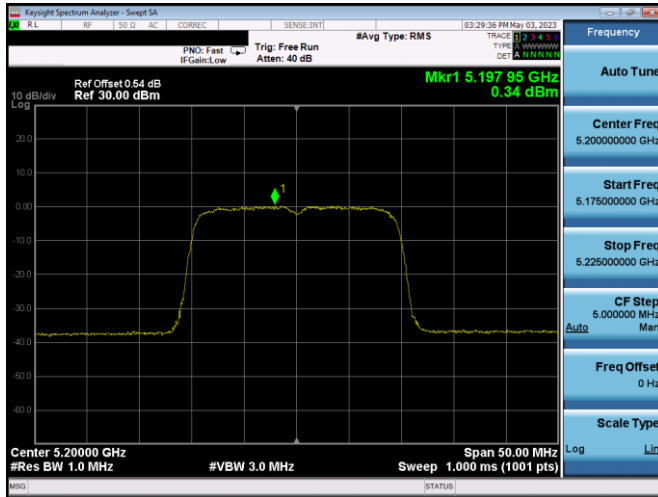 Keysight Spectrum Analyzer - Swept SA
RL RF 50 Ω AC CORREC SENSE:INT 03:29:36 PM May 03, 2023
#Avg Type: RMS
TRACE 1 2 3 4 5 6
PNO: Fast Trig: Free Run TYPE A WWWWW
IFGain:Low Atten: 40 dB DET A N N N N N
Mkr1 5.197 95 GHz
0.34 dBm
Ref Offset 0.54 dB
10 dB/div Ref 30.00 dBm
Log
20.0
1
0.00
-10.0
-20.0
-30.0
-40.0
-50.0
-60.0
Center 5.20000 GHz Span 50.00 MHz
#Res BW 1.0 MHz #VBW 3.0 MHz Sweep 1.000 ms (1001 pts)
MSG STATUS
Frequency
Auto Tune
Center Freq
5.200000000 GHz
Start Freq
5.175000000 GHz
Stop Freq
5.225000000 GHz
CF Step
5.000000 MHz
Auto Man
Freq Offset
0 Hz
Scale Type
Log Lin